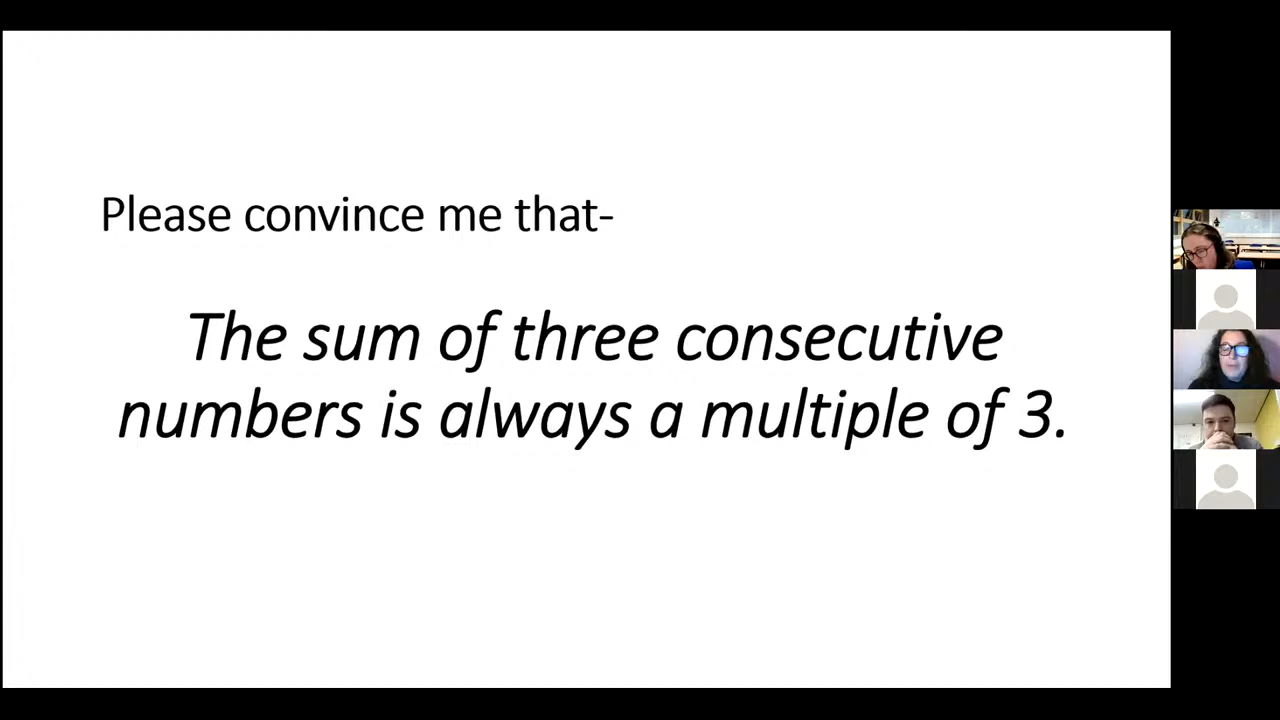 Please convince me that-
The sum of three consecutive
numbers is always a multiple of 3.